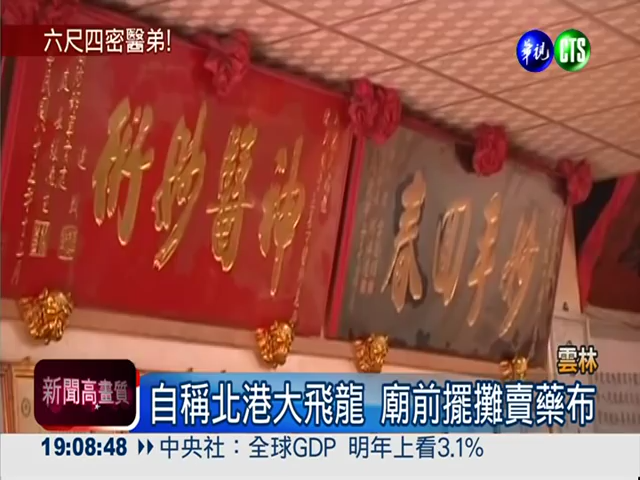 六尺四密醫弟!
華視 CTS
神醫妙術
妙手回春
雲林
新聞高畫質
自稱北港大飛龍 廟前擺攤賣藥布
19:08:48 中央社：全球GDP 明年上看3.1%